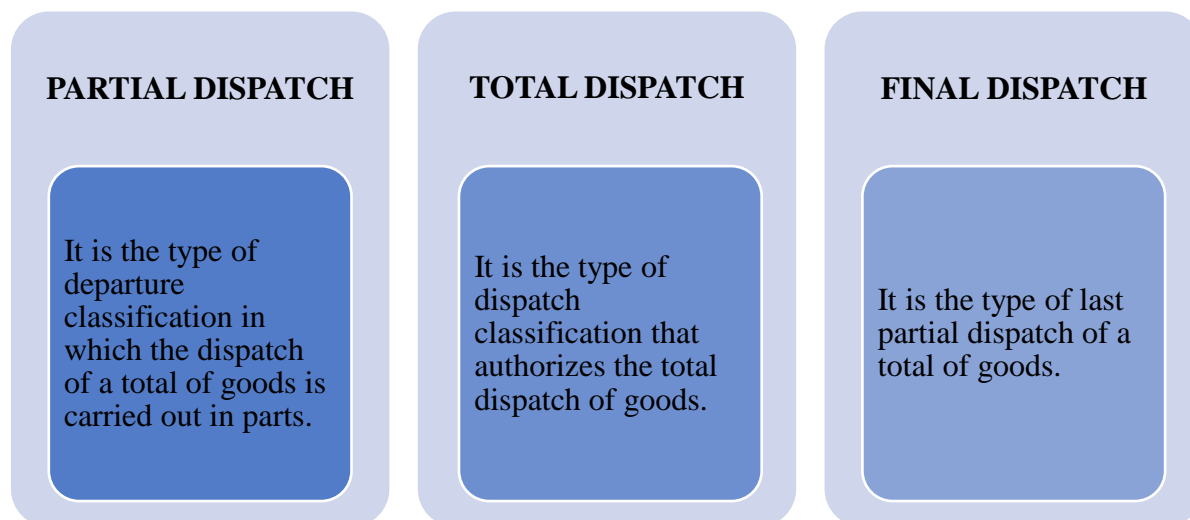 PARTIAL DISPATCH
It is the type of
departure
classification in
which the dispatch
of a total of goods is
carried out in parts.
TOTAL DISPATCH
It is the type of
dispatch
classification that
authorizes the total
dispatch of goods.
FINAL DISPATCH
It is the type of last
partial dispatch of a
total of goods.